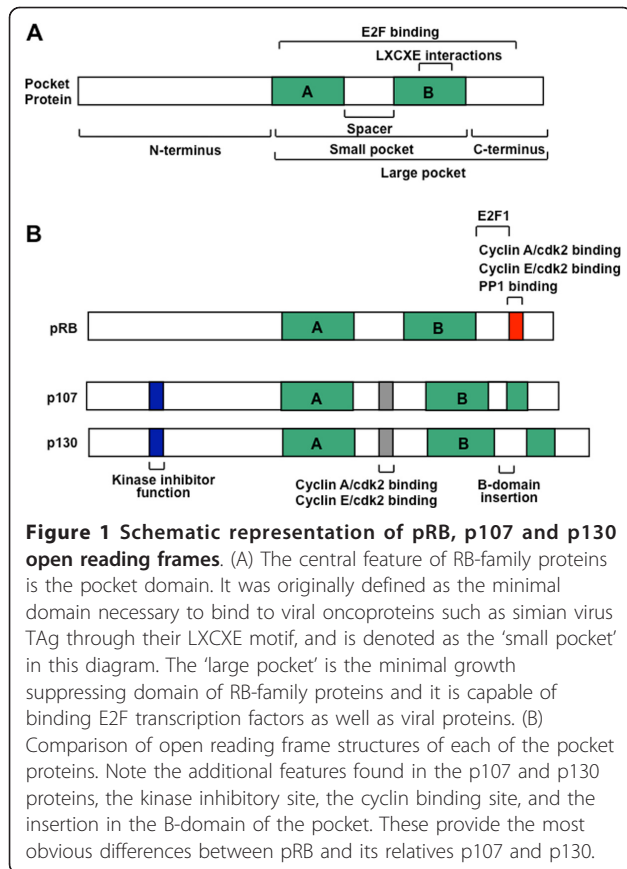 A
E2F binding
LXCXE interactions
Pocket
Protein
A
B
Spacer
N-terminus
Small pocket
C-terminus
Large pocket
B
E2F1
Cyclin A/cdk2 binding
Cyclin E/cdk2 binding
PP1 binding
pRB
A
B
p107
A
B
p130
A
B
Kinase inhibitor
function
Cyclin A/cdk2 binding
Cyclin E/cdk2 binding
B-domain
insertion
Figure 1 Schematic representation of pRB, p107 and p130
open reading frames. (A) The central feature of RB-family proteins
is the pocket domain. It was originally defined as the minimal
domain necessary to bind to viral oncoproteins such as simian virus
TAg through their LXCXE motif, and is denoted as the ‘small pocket’
in this diagram. The ‘large pocket’ is the minimal growth
suppressing domain of RB-family proteins and it is capable of
binding E2F transcription factors as well as viral proteins. (B)
Comparison of open reading frame structures of each of the pocket
proteins. Note the additional features found in the p107 and p130
proteins, the kinase inhibitory site, the cyclin binding site, and the
insertion in the B-domain of the pocket. These provide the most
obvious differences between pRB and its relatives p107 and p130.